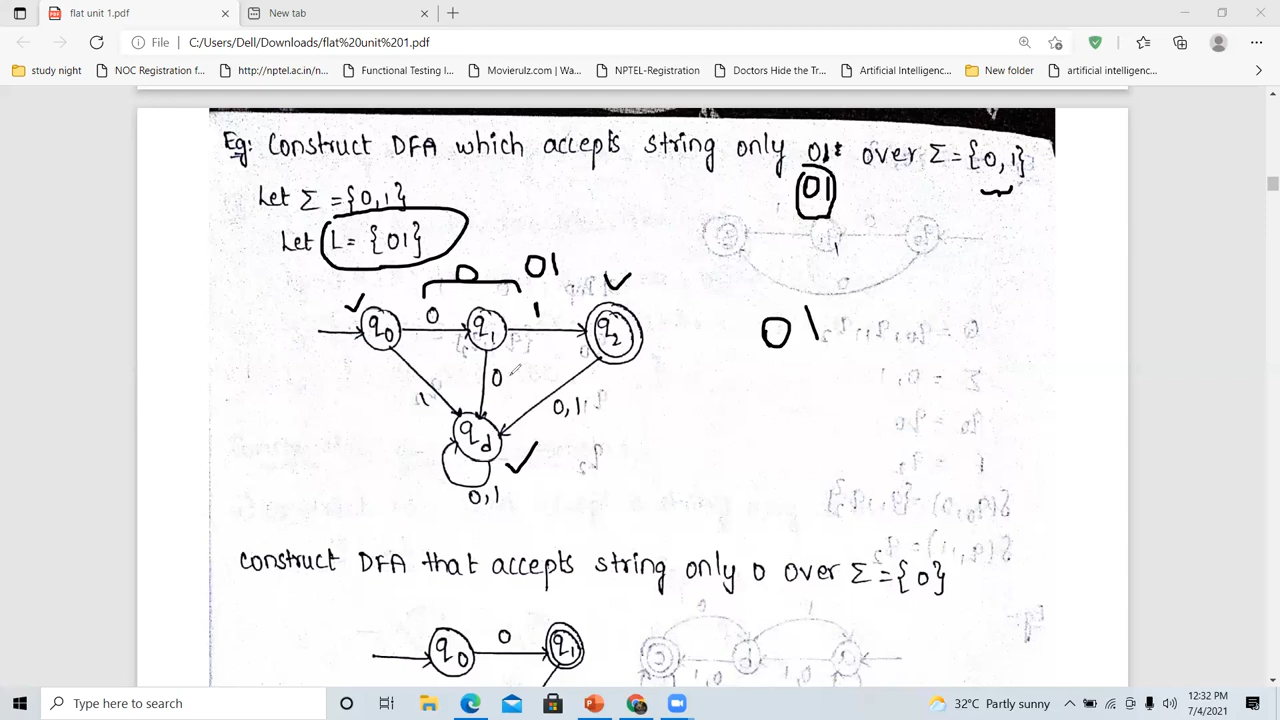 flat unit 1.pdf
New tab
File
C:/Users/Dell/Downloads/flat%20unit%201.pdf
study night
NOC Registration f...
http://nptel.ac.in/n...
Functional Testing I...
Movierulz.com | Wa...
NPTEL-Registration
Doctors Hide the Tr...
Artificial Intelligenc...
New folder
artificial intelligenc...
Eg: Construct DFA which accepts string only 01 over Σ = {0,1}
01
Let Σ = {0,1}
Let L = {01}
0 01
q0 0 q1 1 q2
01
1 0 0,1
qd
0,1
construct DFA that accepts string only 0 over Σ = {0}
q0 0 q1
Type here to search
32°C Partly sunny
12:32 PM
7/4/2021